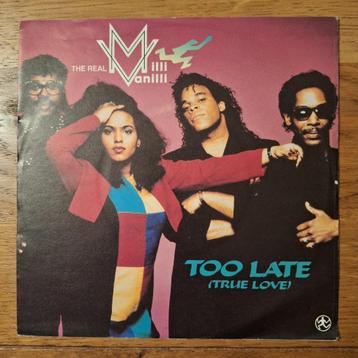 THE REAL Milli
Vanilli
TOO LATE
(TRUE LOVE)